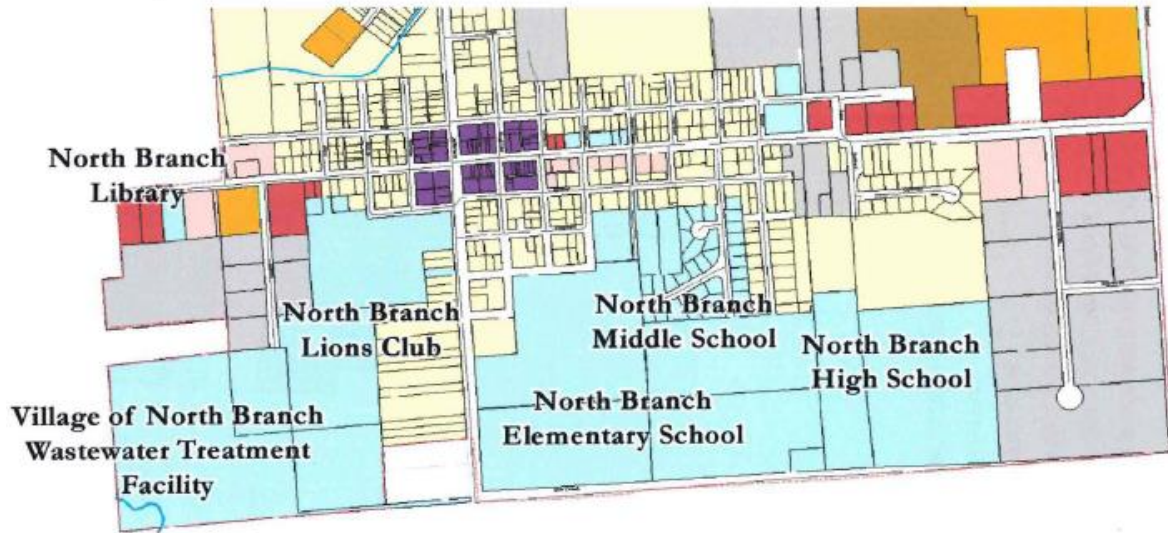 North Branch
Library
North Branch
Lions Club
North Branch
Middle School
North Branch
High School
North Branch
Elementary School
Village of North Branch
Wastewater Treatment
Facility